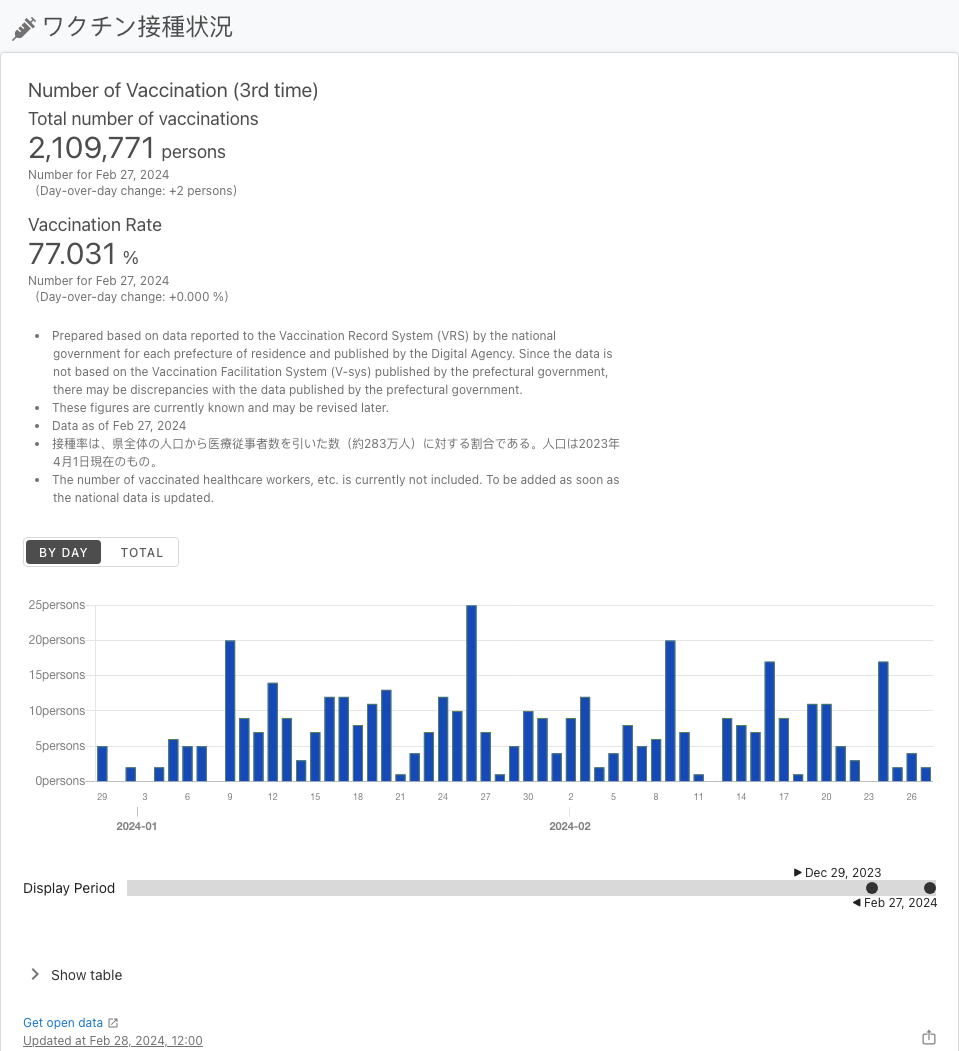 ワクチン接種状況
Number of Vaccination (3rd time)
Total number of vaccinations
2,109,771 persons
Number for Feb 27, 2024
（Day-over-day change: +2 persons）
Vaccination Rate
77.031 %
Number for Feb 27, 2024
（Day-over-day change: +0.000 %）
• Prepared based on data reported to the Vaccination Record System (VRS) by the national
government for each prefecture of residence and published by the Digital Agency. Since the data is
not based on the Vaccination Facilitation System (V-sys) published by the prefectural government,
there may be discrepancies with the data published by the prefectural government.
• These figures are currently known and may be revised later.
• Data as of Feb 27, 2024
• 接種率は、県全体の人口から医療従事者数を引いた数（約283万人）に対する割合である。人口は2023年
4月1日現在のもの。
• The number of vaccinated healthcare workers, etc. is currently not included. To be added as soon as
the national data is updated.
BY DAY TOTAL
25persons
20persons
15persons
10persons
5persons
0persons
29 3 6 9 12 15 18 21 24 27 30 2 5 8 11 14 17 20 23 26
2024-01 2024-02
▶ Dec 29, 2023
Display Period
◀ Feb 27, 2024
Show table
Get open data
Updated at Feb 28, 2024, 12:00